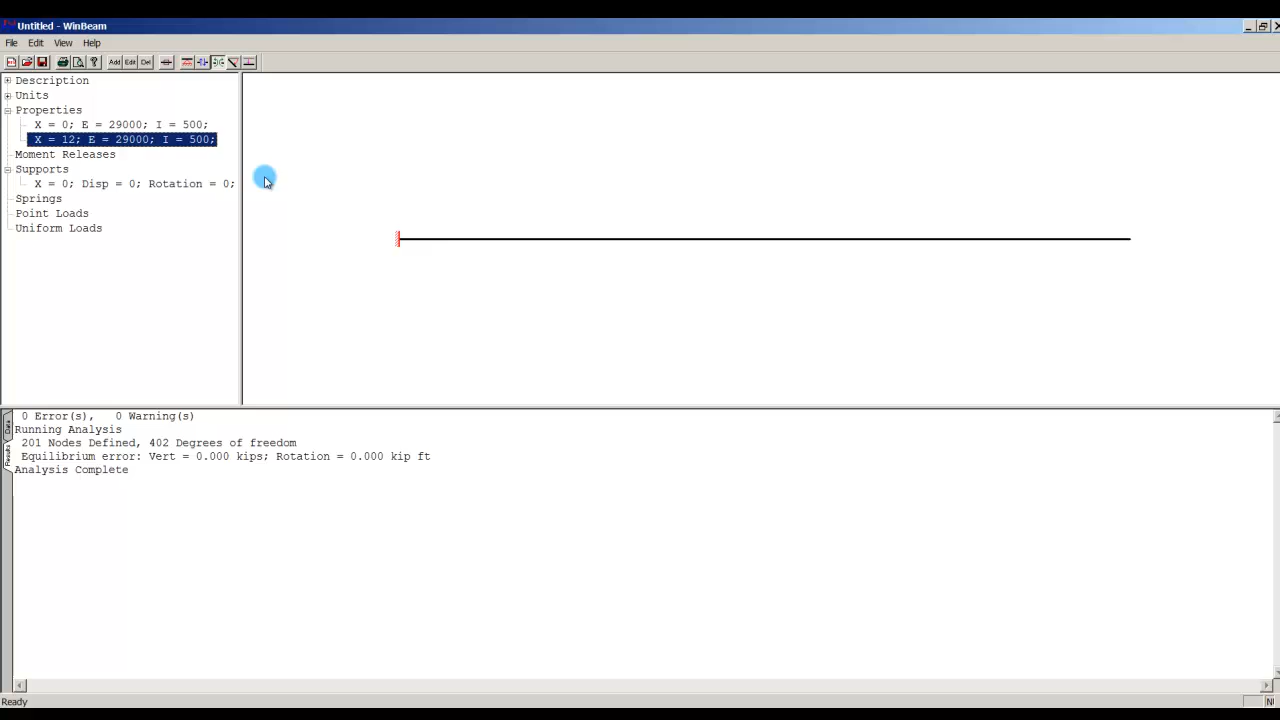 Untitled - WinBeam
File Edit View Help
Add Edit Del
Description
Units
Properties
X = 0; E = 29000; I = 500;
X = 12; E = 29000; I = 500;
Moment Releases
Supports
X = 0; Disp = 0; Rotation = 0;
Springs
Point Loads
Uniform Loads
Data
Results
0 Error(s), 0 Warning(s)
Running Analysis
201 Nodes Defined, 402 Degrees of freedom
Equilibrium error: Vert = 0.000 kips; Rotation = 0.000 kip ft
Analysis Complete
Ready